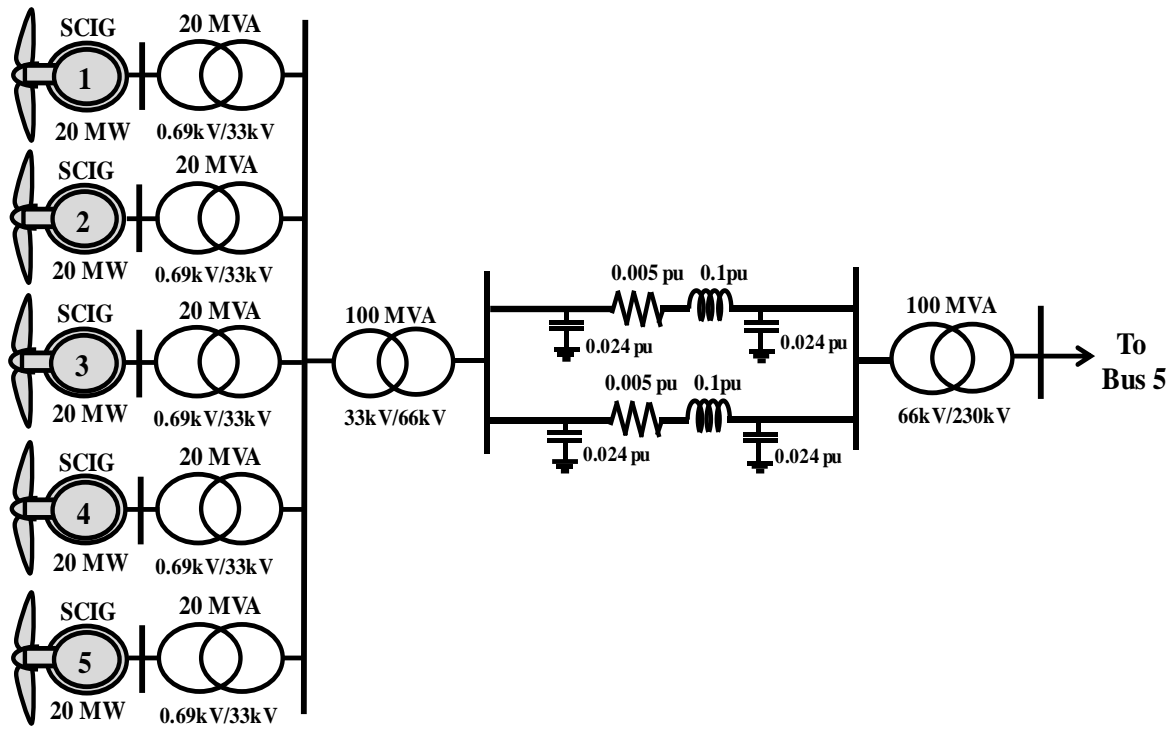 SCIG
20 MVA
1
20 MW
0.69kV/33kV
SCIG
20 MVA
2
20 MW
0.69kV/33kV
SCIG
20 MVA
3
20 MW
0.69kV/33kV
SCIG
20 MVA
4
20 MW
0.69kV/33kV
SCIG
20 MVA
5
20 MW
0.69kV/33kV
100 MVA
33kV/66kV
0.005 pu
0.1pu
0.024 pu
0.024 pu
0.005 pu
0.1pu
0.024 pu
0.024 pu
100 MVA
66kV/230kV
To
Bus 5